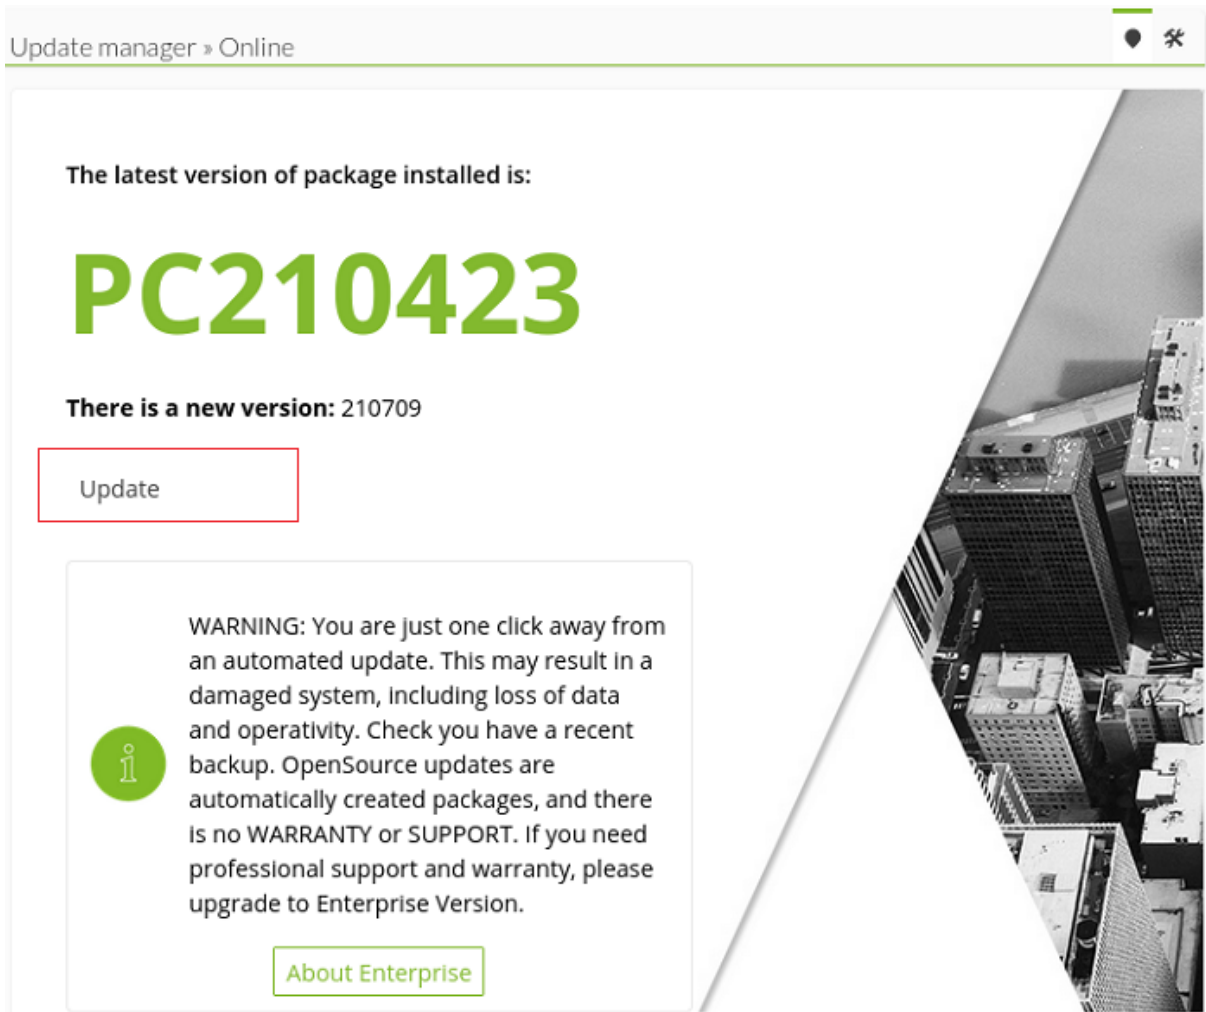 Update manager » Online
The latest version of package installed is:
PC210423
There is a new version: 210709
Update
WARNING: You are just one click away from
an automated update. This may result in a
damaged system, including loss of data
and operativity. Check you have a recent
backup. OpenSource updates are
automatically created packages, and there
is no WARRANTY or SUPPORT. If you need
professional support and warranty, please
upgrade to Enterprise Version.
About Enterprise